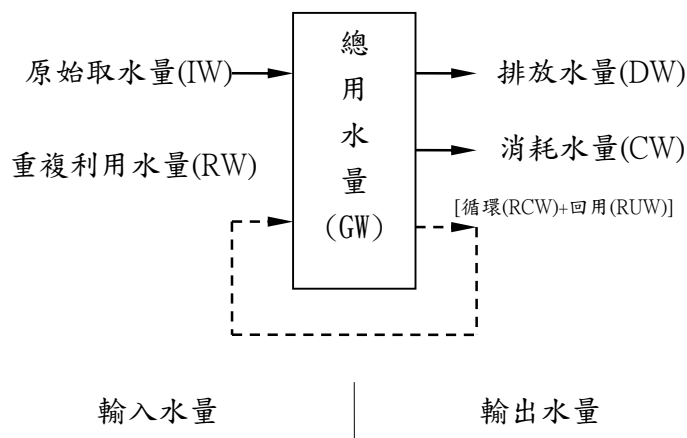 原始取水量(IW)
重複利用水量(RW)
總
用
水
量
(GW)
排放水量(DW)
消耗水量(CW)
[循環(RCW)+回用(RUW)]
輸入水量
輸出水量